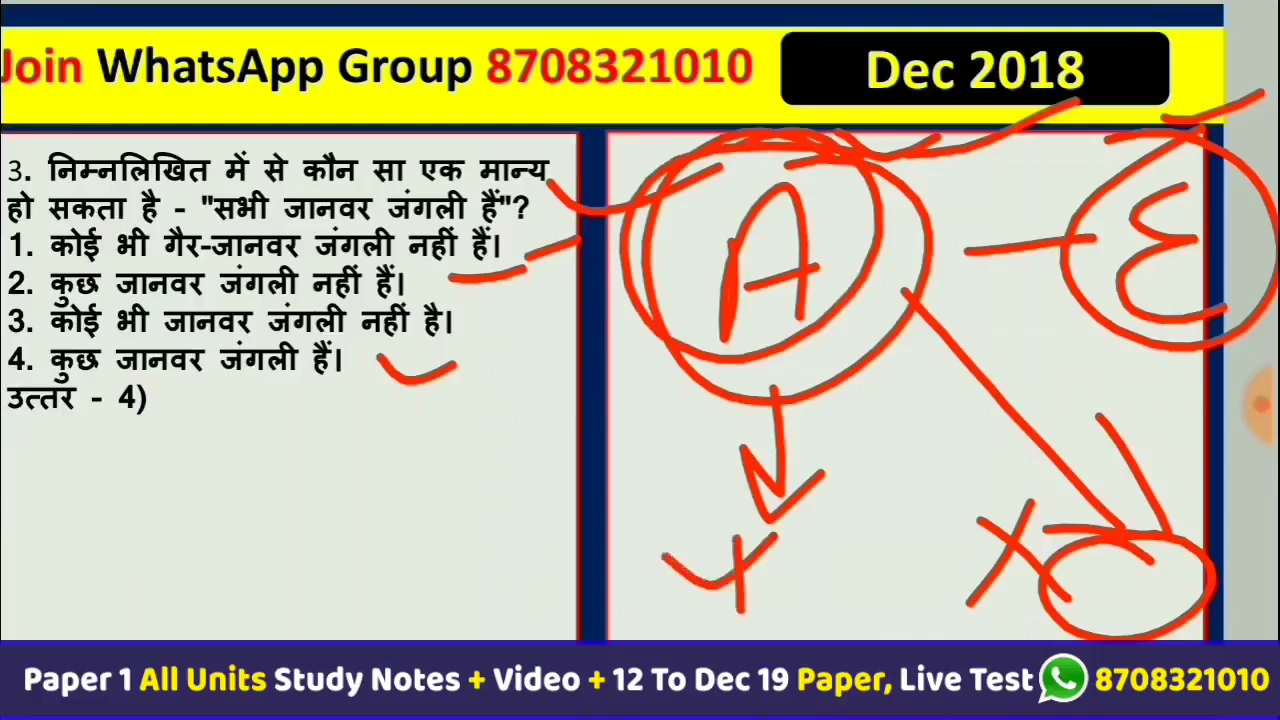 Join WhatsApp Group 8708321010
Dec 2018
3. निम्नलिखित में से कौन सा एक मान्य
हो सकता है - "सभी जानवर जंगली हैं"?
1. कोई भी गैर-जानवर जंगली नहीं हैं।
2. कुछ जानवर जंगली नहीं हैं।
3. कोई भी जानवर जंगली नहीं है।
4. कुछ जानवर जंगली हैं।
उत्तर - 4)
A
E
Paper 1 All Units Study Notes + Video + 12 To Dec 19 Paper, Live Test 8708321010